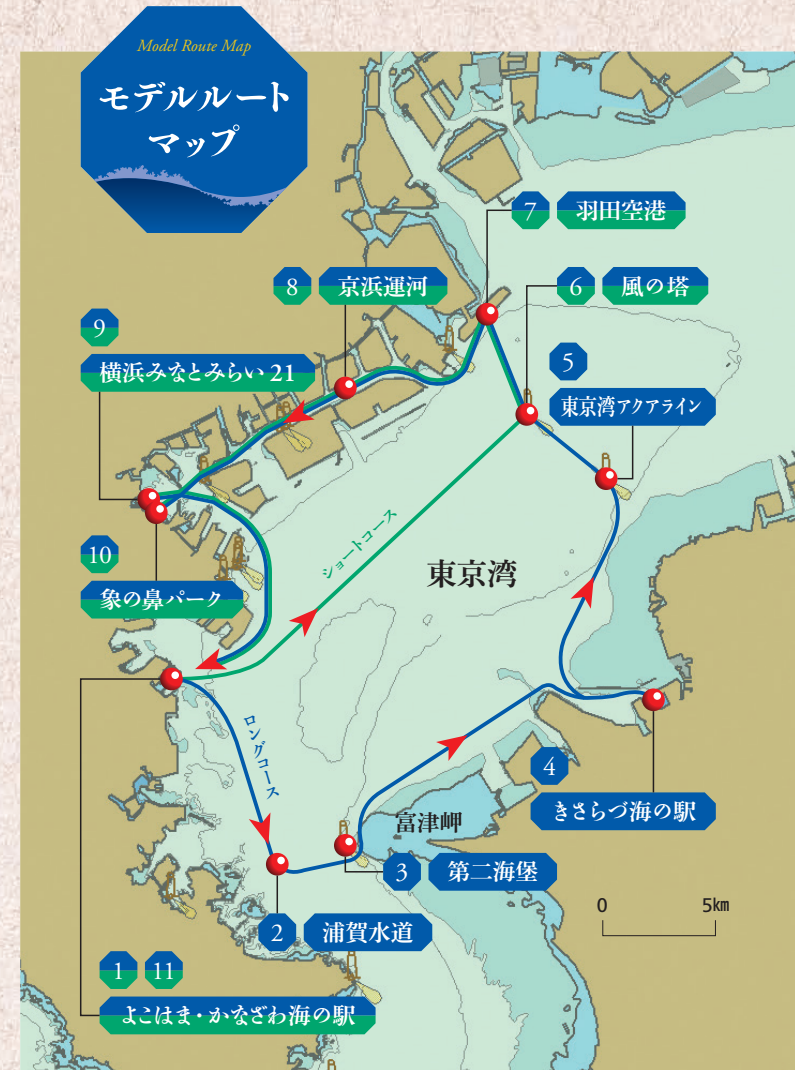 Model Route Map
モデルルート
マップ
7 羽田空港
8 京浜運河
6 風の塔
9
横浜みなとみらい21
5
東京湾アクアライン
ショートコース
東京湾
10
象の鼻パーク
ロングコース
4
きさらづ海の駅
富津岬
3 第二海堡
2 浦賀水道
0 5km
1 11
よこはま・かなざわ海の駅